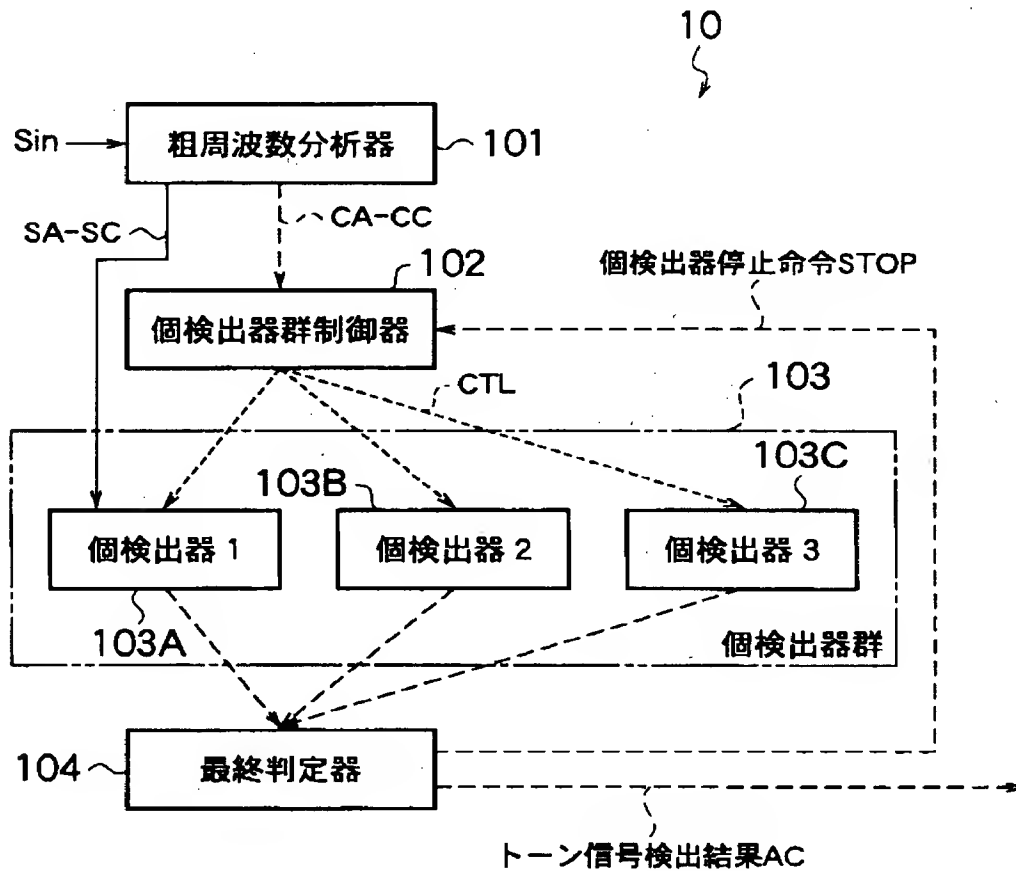 10
Sin
粗周波数分析器
101
SA-SC
CA-CC
102
個検出器停止命令STOP
個検出器群制御器
CTL
103
103B
103C
個検出器1
個検出器2
個検出器3
103A
個検出器群
104
最終判定器
トーン信号検出結果AC